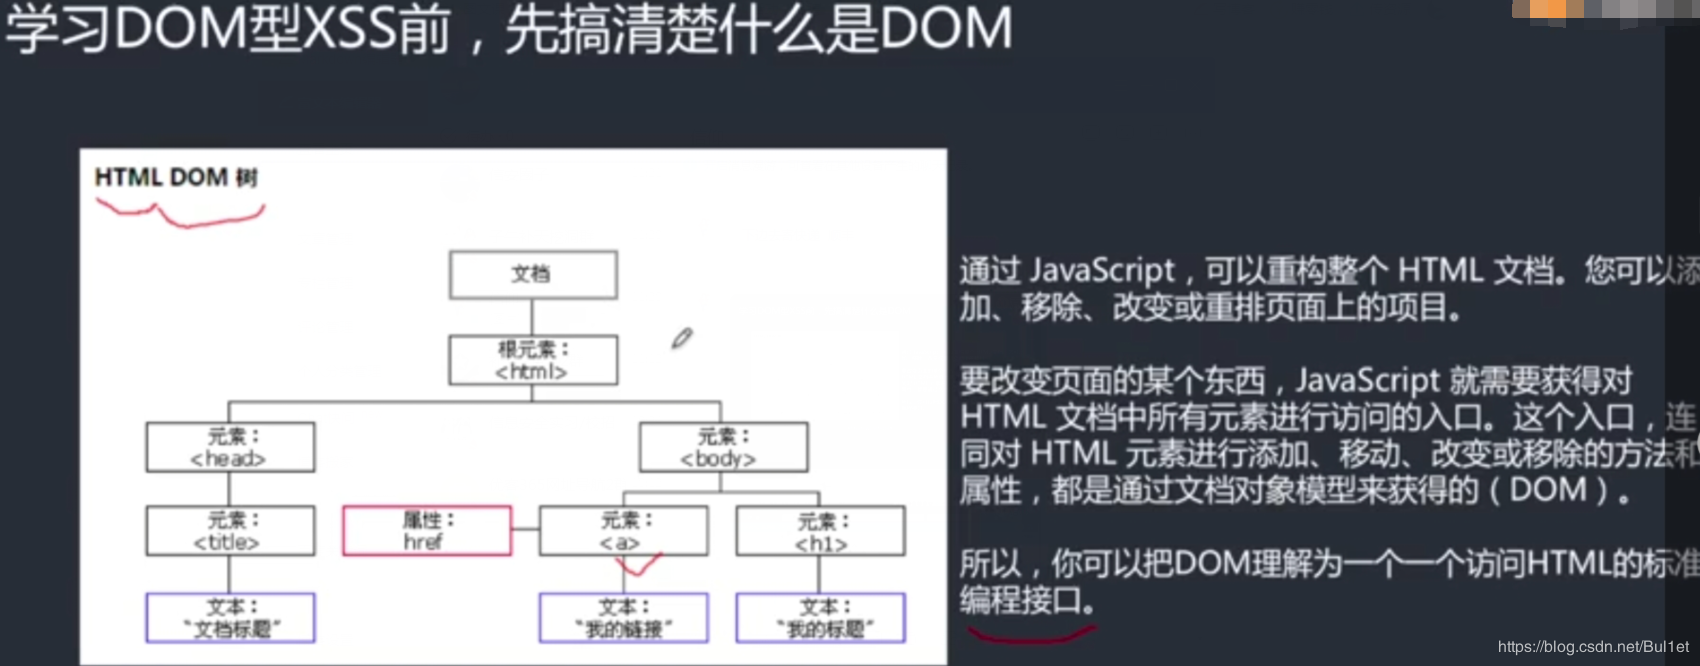 学习DOM型XSS前，先搞清楚什么是DOM
HTML DOM 树
文档
根元素：
<html>
元素：
<head>
元素：
<body>
元素：
<title>
属性：
href
元素：
<a>
元素：
<h1>
文本：
“文档标题”
文本：
“我的链接”
文本：
“我的标题”
通过 JavaScript，可以重构整个 HTML 文档。您可以添
加、移除、改变或重排页面上的项目。
要改变页面的某个东西，JavaScript 就需要获得对
HTML 文档中所有元素进行访问的入口。这个入口，连
同对 HTML 元素进行添加、移动、改变或移除的方法和
属性，都是通过文档对象模型来获得的（DOM）。
所以，你可以把DOM理解为一个一个访问HTML的标准
编程接口。
https://blog.csdn.net/Bul1et